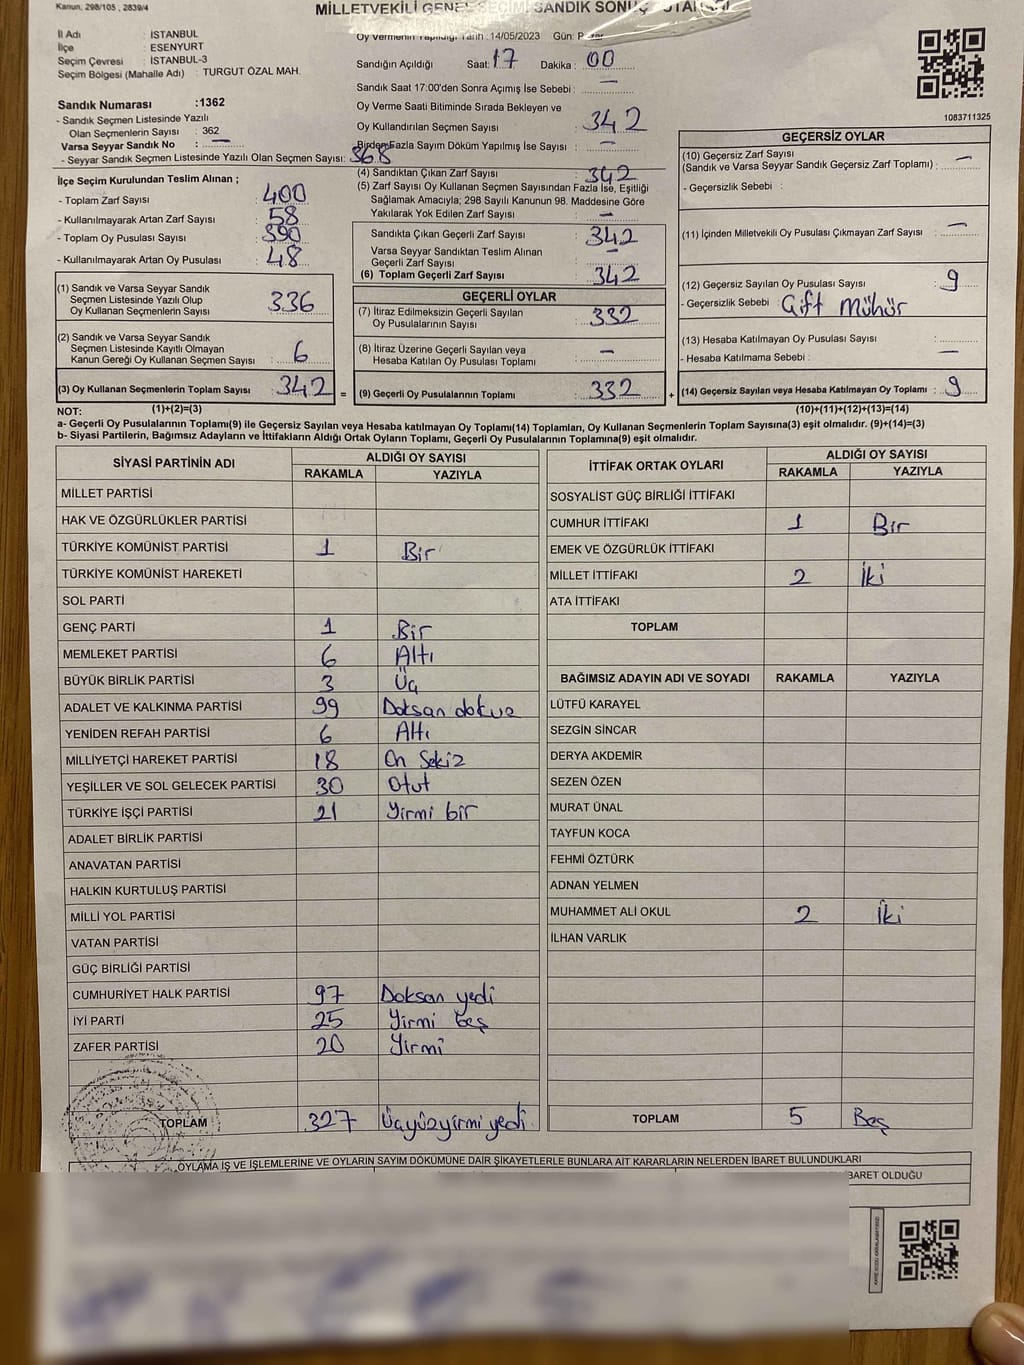 Kanun: 298/105 , 2839/4
MİLLETVEKİLİ GENEL SEÇİMİ SANDIK SONUÇ
İl Adı : İSTANBUL
İlçe : ESENYURT
Seçim Çevresi : İSTANBUL-3
Seçim Bölgesi (Mahalle Adı) : TURGUT ÖZAL MAH.
Sandık Numarası :1362
- Sandık Seçmen Listesinde Yazılı
Olan Seçmenlerin Sayısı : 362
Varsa Seyyar Sandık No : —
- Seyyar Sandık Seçmen Listesinde Yazılı Olan Seçmen Sayısı: 368
Oy Vermenin Yapıldığı Tarih :14/05/2023 Gün:
Sandığın Açıldığı Saat: 17 Dakika : 00
Sandık Saat 17:00'den Sonra Açımış İse Sebebi : —
Oy Verme Saati Bitiminde Sırada Bekleyen ve
Oy Kullandırılan Seçmen Sayısı : 342
Birden Fazla Sayım Döküm Yapılmış İse Sayısı : —
(4) Sandıktan Çıkan Zarf Sayısı : 342
(5) Zarf Sayısı Oy Kullanan Seçmen Sayısından Fazla İse, Eşitliği
Sağlamak Amacıyla; 298 Sayılı Kanunun 98. Maddesine Göre
Yakılarak Yok Edilen Zarf Sayısı : —
1083711325
İlçe Seçim Kurulundan Teslim Alınan ;
- Toplam Zarf Sayısı : 400
- Kullanılmayarak Artan Zarf Sayısı : 58
- Toplam Oy Pusulası Sayısı : 390
- Kullanılmayarak Artan Oy Pusulası : 48
Sandıkta Çıkan Geçerli Zarf Sayısı : 342
Varsa Seyyar Sandıktan Teslim Alınan
Geçerli Zarf Sayısı : —
(6) Toplam Geçerli Zarf Sayısı : 342
GEÇERSİZ OYLAR
(10) Geçersiz Zarf Sayısı
(Sandık ve Varsa Seyyar Sandık Geçersiz Zarf Toplamı) : —
- Geçersizlik Sebebi :
(11) İçinden Milletvekili Oy Pusulası Çıkmayan Zarf Sayısı : —
(12) Geçersiz Sayılan Oy Pusulası Sayısı : 9
- Geçersizlik Sebebi : Çift Mühür
(13) Hesaba Katılmayan Oy Pusulası Sayısı :
- Hesaba Katılmama Sebebi : —
(14) Geçersiz Sayılan veya Hesaba Katılmayan Oy Toplamı : 9
(1) Sandık ve Varsa Seyyar Sandık
Seçmen Listesinde Yazılı Olup
Oy Kullanan Seçmenlerin Sayısı : 336
(2) Sandık ve Varsa Seyyar Sandık
Seçmen Listesinde Kayıtlı Olmayan
Kanun Gereği Oy Kullanan Seçmen Sayısı : 6
(3) Oy Kullanan Seçmenlerin Toplam Sayısı : 342 =
GEÇERLİ OYLAR
(7) İtiraz Edilmeksizin Geçerli Sayılan
Oy Pusulalarının Sayısı : 332
(8) İtiraz Üzerine Geçerli Sayılan veya
Hesaba Katılan Oy Pusulası Toplamı : —
(9) Geçerli Oy Pusulalarının Toplamı : 332 +
NOT: (1)+(2)=(3) (10)+(11)+(12)+(13)=(14)
a- Geçerli Oy Pusulalarının Toplamı(9) ile Geçersiz Sayılan veya Hesaba katılmayan Oy Toplamı(14) Toplamları, Oy Kullanan Seçmenlerin Toplam Sayısına(3) eşit olmalıdır. (9)+(14)=(3)
b- Siyasi Partilerin, Bağımsız Adayların ve İttifakların Aldığı Ortak Oyların Toplamı, Geçerli Oy Pusulalarının Toplamına(9) eşit olmalıdır.
SİYASİ PARTİNİN ADI ALDIĞI OY SAYISI
RAKAMLA YAZIYLA
MİLLET PARTİSİ
HAK VE ÖZGÜRLÜKLER PARTİSİ
TÜRKİYE KOMÜNİST PARTİSİ 1 Bir
TÜRKİYE KOMÜNİST HAREKETİ
SOL PARTİ
GENÇ PARTİ 1 Bir
MEMLEKET PARTİSİ 6 Altı
BÜYÜK BİRLİK PARTİSİ 3 Üç
ADALET VE KALKINMA PARTİSİ 99 Doksan dokuz
YENİDEN REFAH PARTİSİ 6 Altı
MİLLİYETÇİ HAREKET PARTİSİ 18 On Sekiz
YEŞİLLER VE SOL GELECEK PARTİSİ 30 Otuz
TÜRKİYE İŞÇİ PARTİSİ 21 Yirmi bir
ADALET BİRLİK PARTİSİ
ANAVATAN PARTİSİ
HALKIN KURTULUŞ PARTİSİ
MİLLİ YOL PARTİSİ
VATAN PARTİSİ
GÜÇ BİRLİĞİ PARTİSİ
CUMHURİYET HALK PARTİSİ 97 Doksan yedi
İYİ PARTİ 25 Yirmi beş
ZAFER PARTİSİ 20 Yirmi
TOPLAM 327 Üçyüzyirmi yedi
İTTİFAK ORTAK OYLARI ALDIĞI OY SAYISI
RAKAMLA YAZIYLA
SOSYALİST GÜÇ BİRLİĞİ İTTİFAKI
CUMHUR İTTİFAKI 1 Bir
EMEK VE ÖZGÜRLÜK İTTİFAKI
MİLLET İTTİFAKI 2 İki
ATA İTTİFAKI
TOPLAM
BAĞIMSIZ ADAYIN ADI VE SOYADI RAKAMLA YAZIYLA
LÜTFÜ KARAYEL
SEZGİN SİNCAR
DERYA AKDEMİR
SEZEN ÖZEN
MURAT ÜNAL
TAYFUN KOCA
FEHMİ ÖZTÜRK
ADNAN YELMEN
MUHAMMET ALİ OKUL 2 İki
İLHAN VARLIK
TOPLAM 5 Beş
OYLAMA İŞ VE İŞLEMLERİNE VE OYLARIN SAYIM DÖKÜMÜNE DAİR ŞİKAYETLERLE BUNLARA AİT KARARLARIN NELERDEN İBARET BULUNDUKLARI
İBARET OLDUĞU